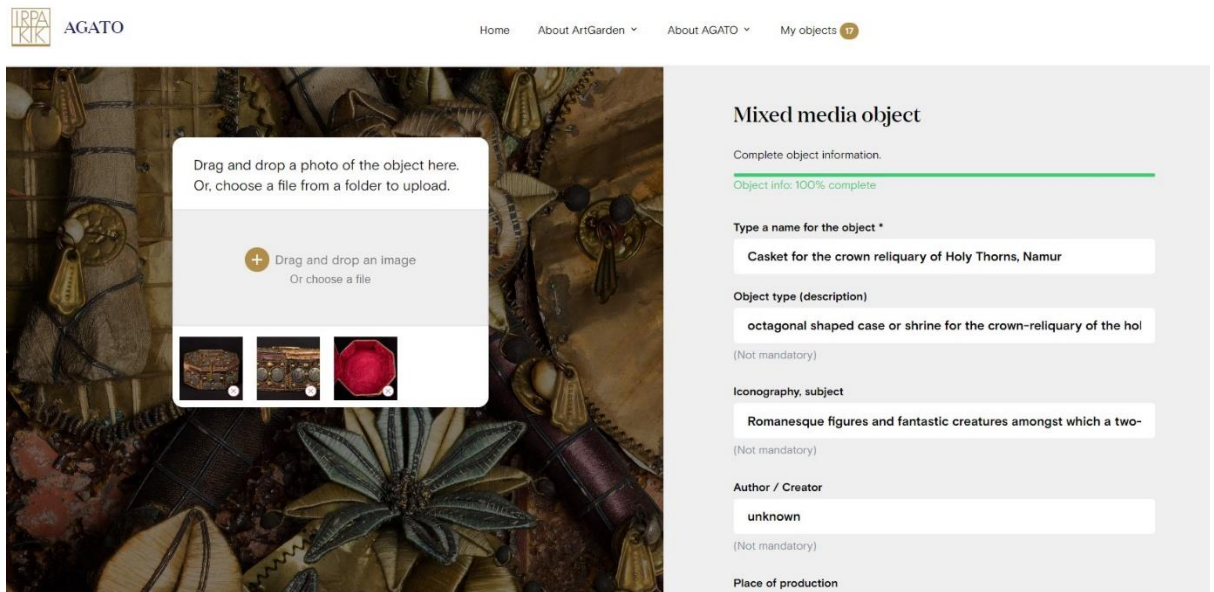 IRPA
KIK
AGATO
Home About ArtGarden About AGATO My objects 17
Drag and drop a photo of the object here.
Or, choose a file from a folder to upload.
Drag and drop an image
Or choose a file
Mixed media object
Complete object information.
Object info: 100% complete
Type a name for the object *
Casket for the crown reliquary of Holy Thorns, Namur
Object type (description)
octagonal shaped case or shrine for the crown-reliquary of the hol
(Not mandatory)
Iconography, subject
Romanesque figures and fantastic creatures amongst which a two-
(Not mandatory)
Author / Creator
unknown
(Not mandatory)
Place of production